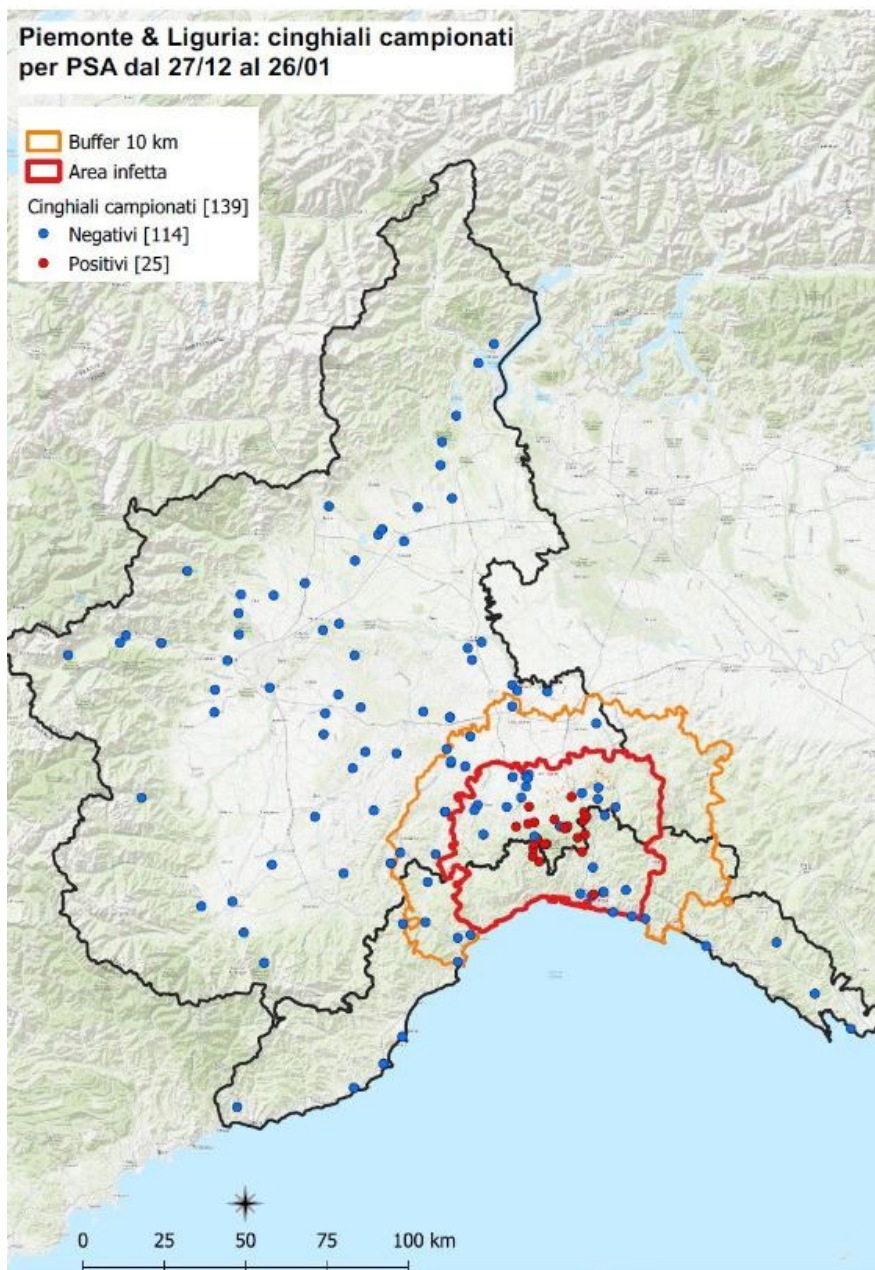 Piemonte & Liguria: cinghiali campionati
per PSA dal 27/12 al 26/01
Buffer 10 km
Area infetta
Cinghiali campionati [139]
Negativi [114]
Positivi [25]
0 25 50 75 100 km